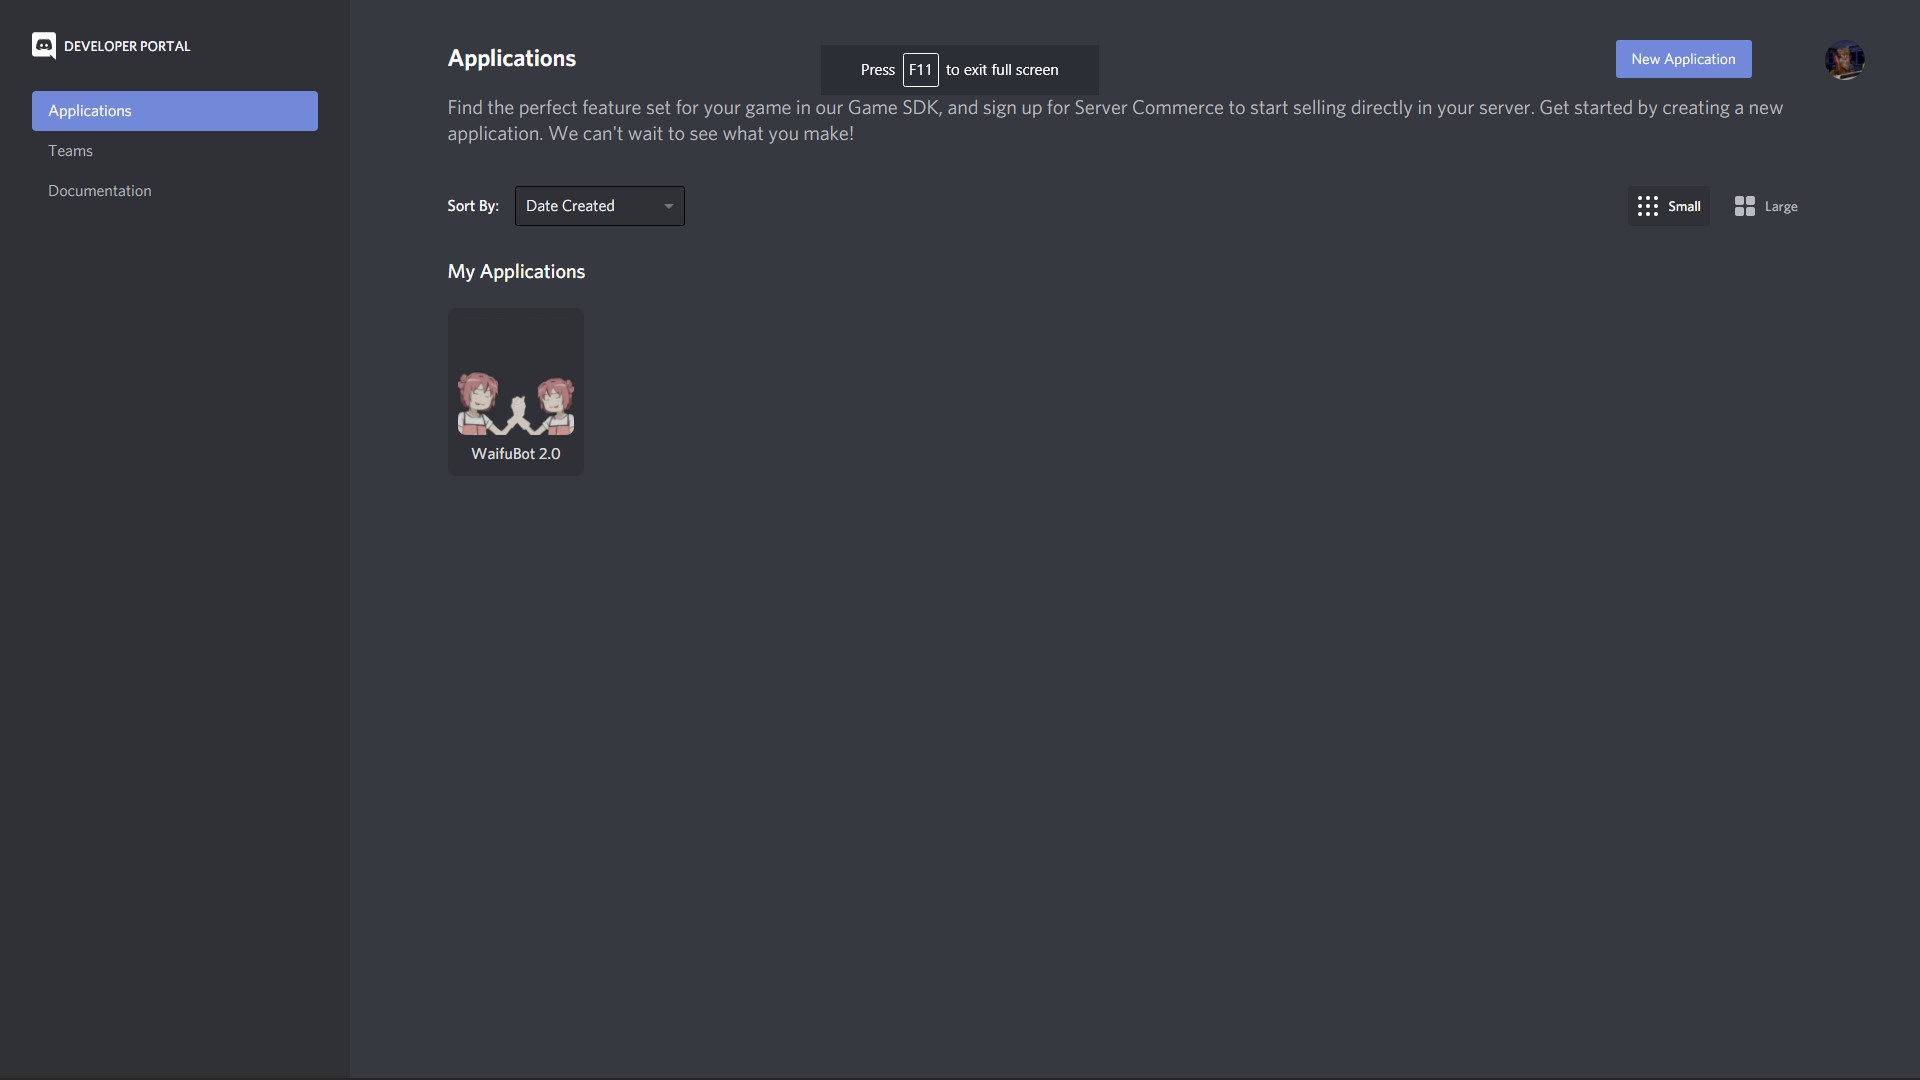 DEVELOPER PORTAL
Applications
Teams
Documentation
Applications
Press F11 to exit full screen
New Application
Find the perfect feature set for your game in our Game SDK, and sign up for Server Commerce to start selling directly in your server. Get started by creating a new
application. We can't wait to see what you make!
Sort By: Date Created
Small
Large
My Applications
WaifuBot 2.0